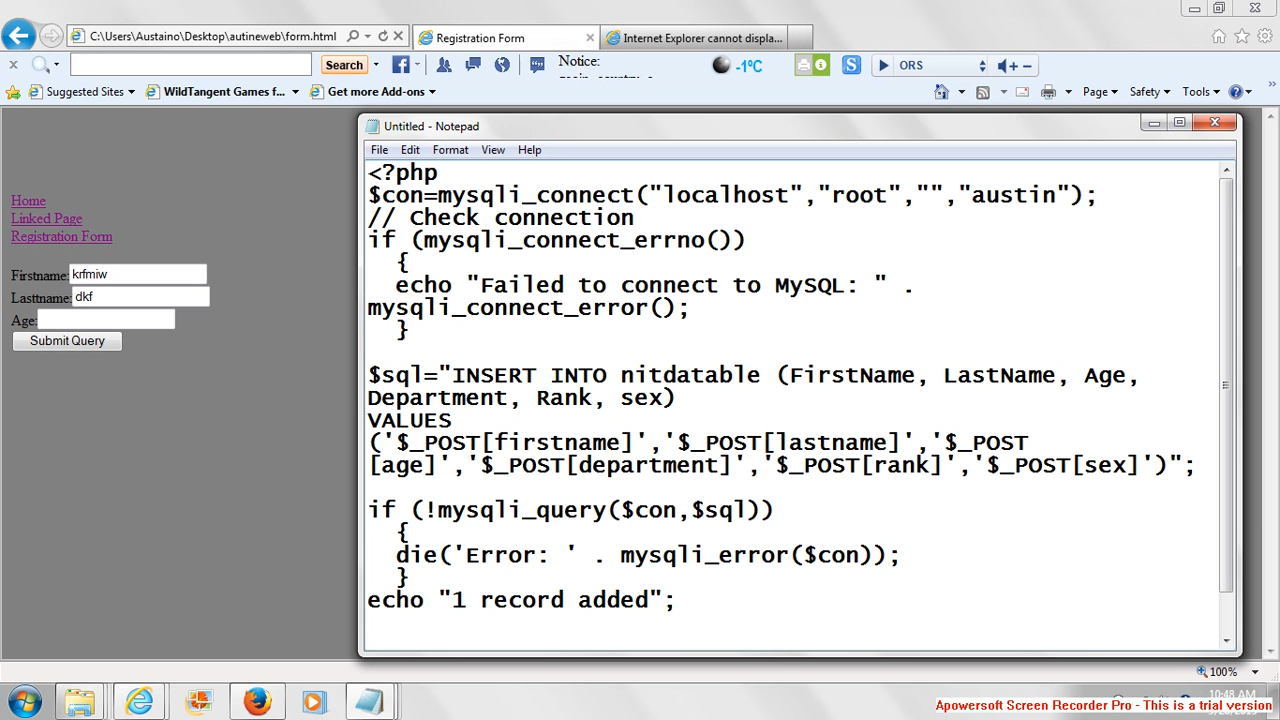 C:\Users\Austaino\Desktop\autineweb\form.html
Registration Form
Internet Explorer cannot displa...
Search
Notice:
-1°C
ORS
Suggested Sites
WildTangent Games f...
Get more Add-ons
Page
Safety
Tools
Home
Linked Page
Registration Form
Firstname: krfmiw
Lasttname: dkf
Age:
Submit Query
Untitled - Notepad
File Edit Format View Help
<?php
$con=mysqli_connect("localhost","root","","austin");
// Check connection
if (mysqli_connect_errno())
{
echo "Failed to connect to MySQL: " .
mysqli_connect_error();
}
$sql="INSERT INTO nitdatable (FirstName, LastName, Age,
Department, Rank, sex)
VALUES
('$_POST[firstname]','$_POST[lastname]','$_POST
[age]','$_POST[department]','$_POST[rank]','$_POST[sex]')";
if (!mysqli_query($con,$sql))
{
die('Error: ' . mysqli_error($con));
}
echo "1 record added";
100%
10:48 AM
Apowersoft Screen Recorder Pro - This is a trial version